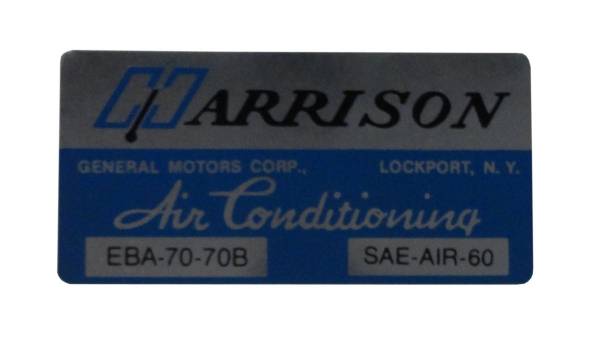 HARRISON
GENERAL MOTORS CORP., LOCKPORT, N. Y.
Air Conditioning
EBA-70-70B SAE-AIR-60